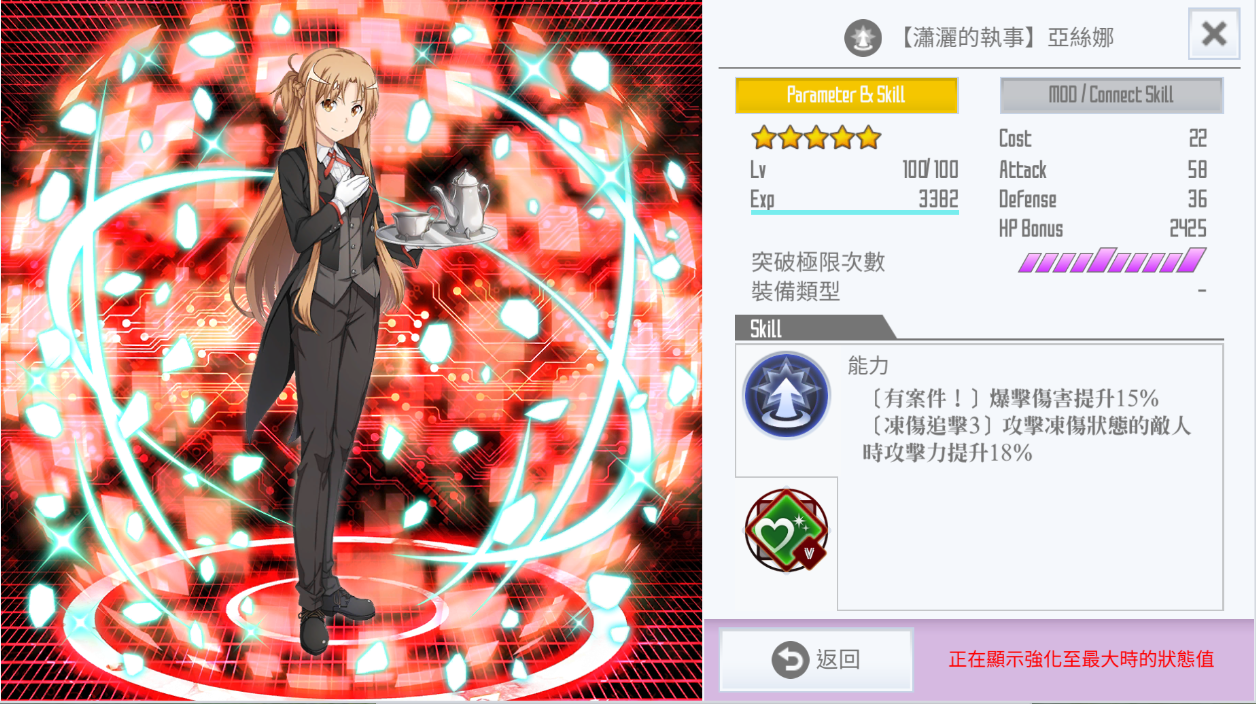 【瀟灑的執事】亞絲娜
Parameter & Skill
MOD / Connect Skill
Lv 100/100
Exp 3382
Cost 22
Attack 58
Defense 36
HP Bonus 2425
突破極限次數
裝備類型 -
Skill
能力
〔有案件！〕爆擊傷害提升15%
〔凍傷追擊3〕攻擊凍傷狀態的敵人
時攻擊力提升18%
V
返回
正在顯示強化至最大時的狀態值